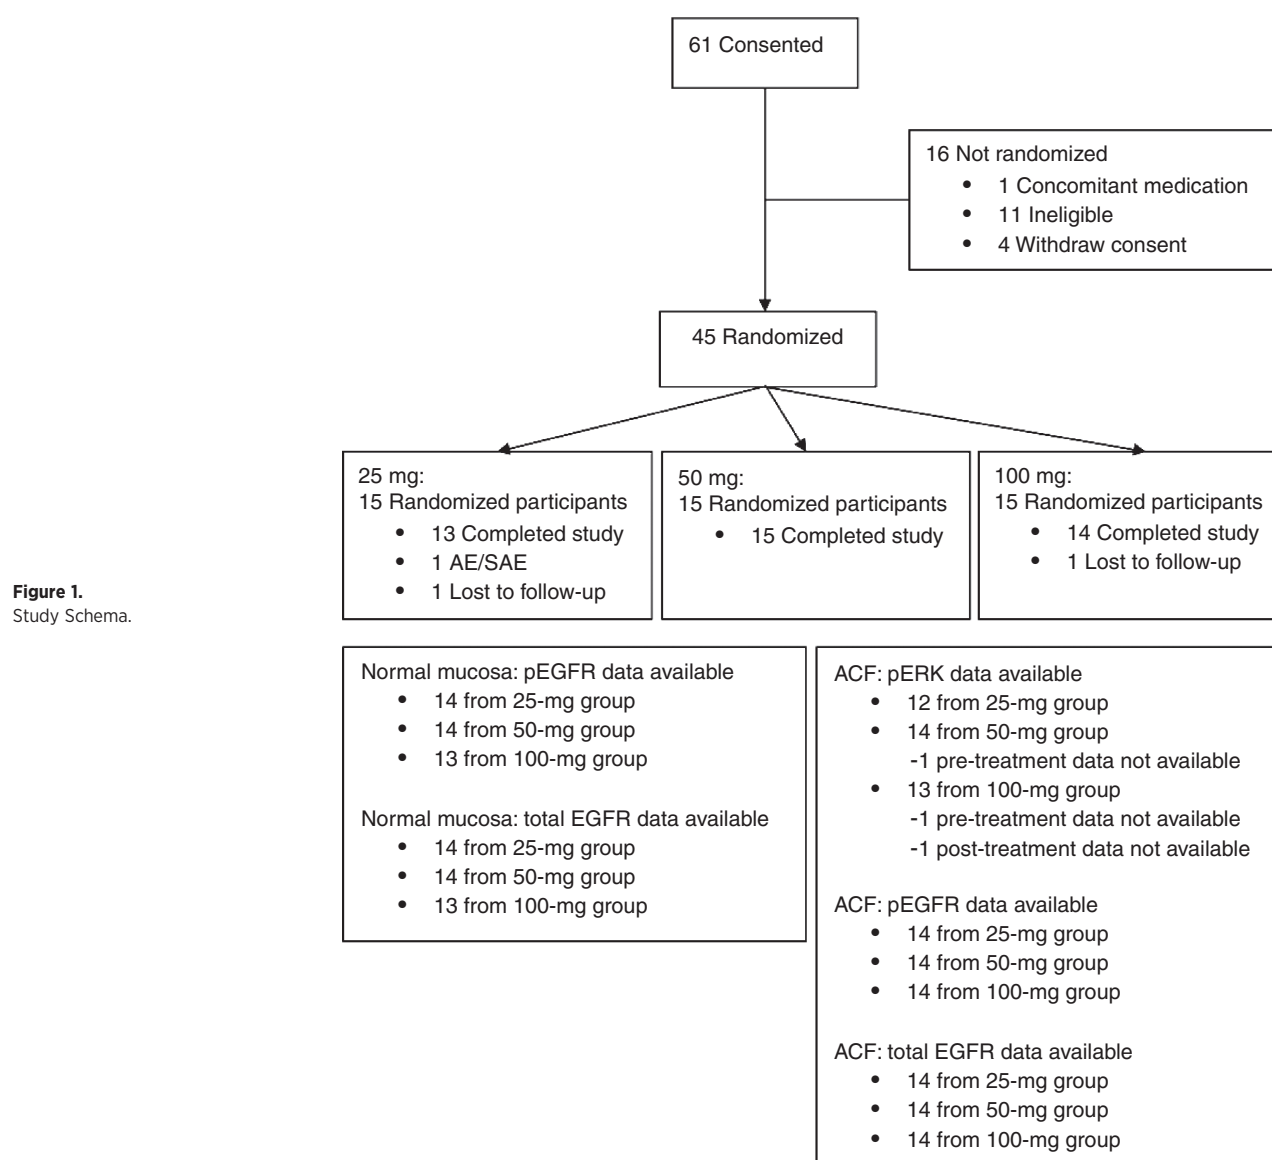 61 Consented
16 Not randomized
• 1 Concomitant medication
• 11 Ineligible
• 4 Withdraw consent
45 Randomized
25 mg:
15 Randomized participants
• 13 Completed study
• 1 AE/SAE
• 1 Lost to follow-up
50 mg:
15 Randomized participants
• 15 Completed study
100 mg:
15 Randomized participants
• 14 Completed study
• 1 Lost to follow-up
Figure 1.
Study Schema.
Normal mucosa: pEGFR data available
• 14 from 25-mg group
• 14 from 50-mg group
• 13 from 100-mg group
Normal mucosa: total EGFR data available
• 14 from 25-mg group
• 14 from 50-mg group
• 13 from 100-mg group
ACF: pERK data available
• 12 from 25-mg group
• 14 from 50-mg group
-1 pre-treatment data not available
• 13 from 100-mg group
-1 pre-treatment data not available
-1 post-treatment data not available
ACF: pEGFR data available
• 14 from 25-mg group
• 14 from 50-mg group
• 14 from 100-mg group
ACF: total EGFR data available
• 14 from 25-mg group
• 14 from 50-mg group
• 14 from 100-mg group